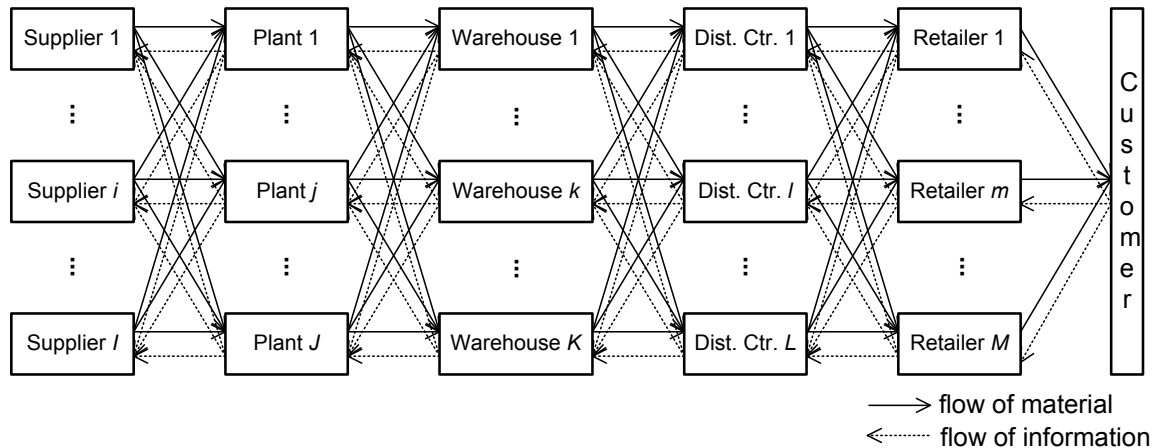 Supplier 1
Plant 1
Warehouse 1
Dist. Ctr. 1
Retailer 1
Supplier i
Plant j
Warehouse k
Dist. Ctr. l
Retailer m
Supplier I
Plant J
Warehouse K
Dist. Ctr. L
Retailer M
Customer
flow of material
flow of information